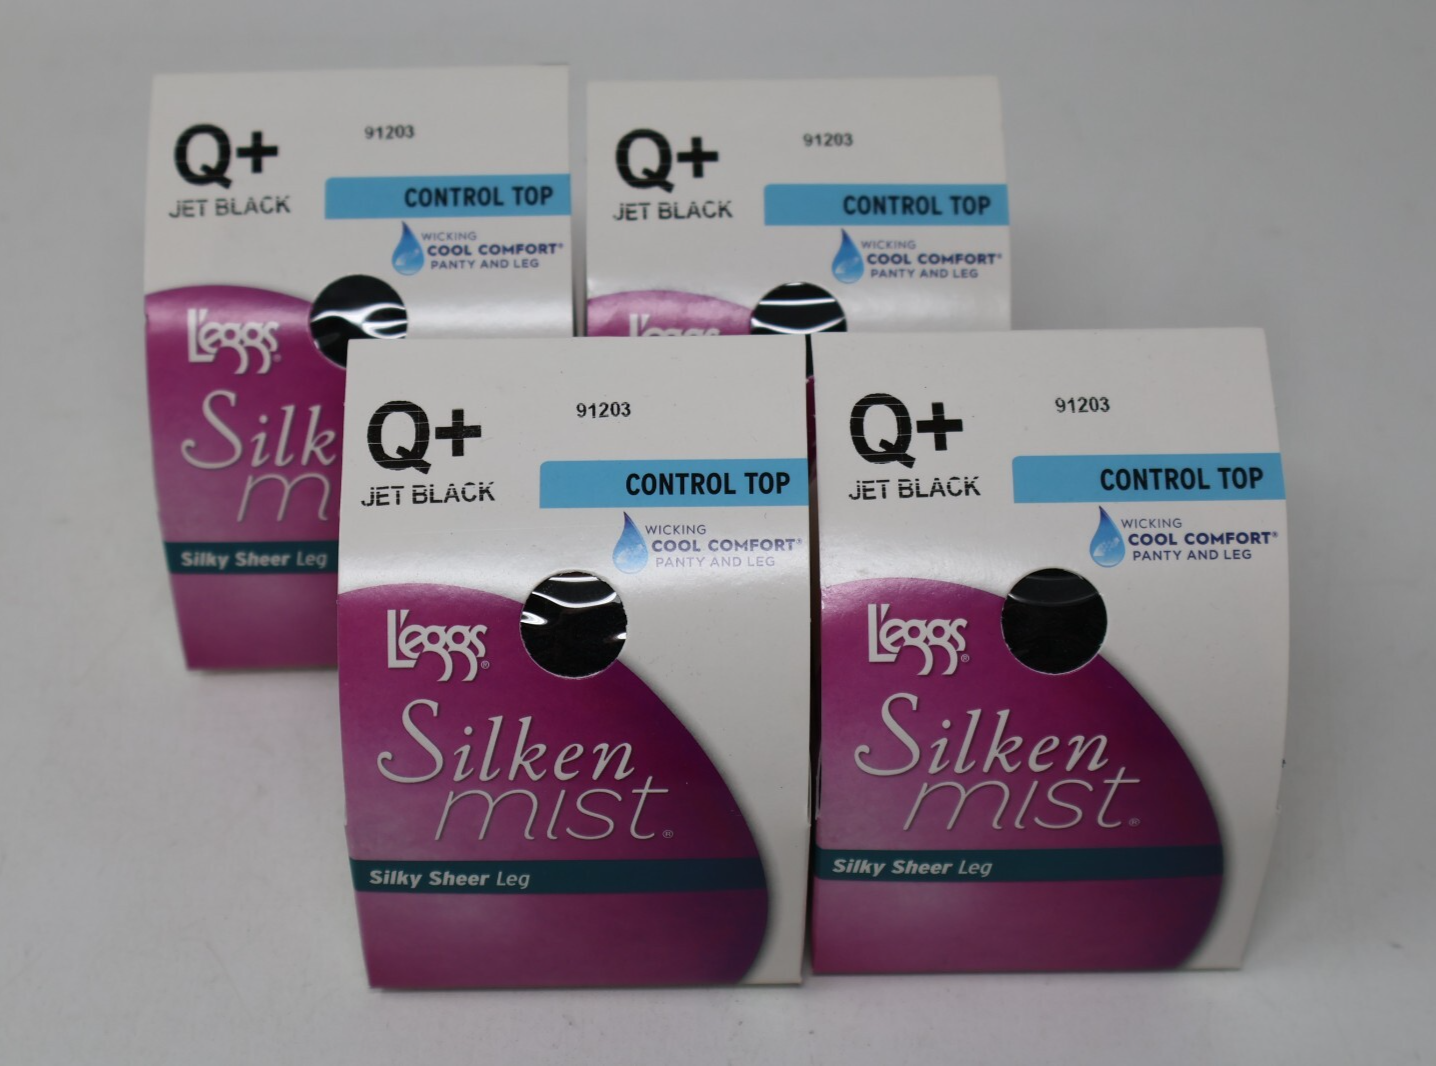 Q+
91203
JET BLACK
CONTROL TOP
WICKING
COOL COMFORT®
PANTY AND LEG
L'eggs®
Silk
m
Silky Sheer Leg
Q+
91203
JET BLACK
CONTROL TOP
WICKING
COOL COMFORT®
PANTY AND LEG
L'eggs
Q+
91203
JET BLACK
CONTROL TOP
WICKING
COOL COMFORT®
PANTY AND LEG
L'eggs®
Silken
mist®
Silky Sheer Leg
Q+
91203
JET BLACK
CONTROL TOP
WICKING
COOL COMFORT®
PANTY AND LEG
L'eggs®
Silken
mist®
Silky Sheer Leg